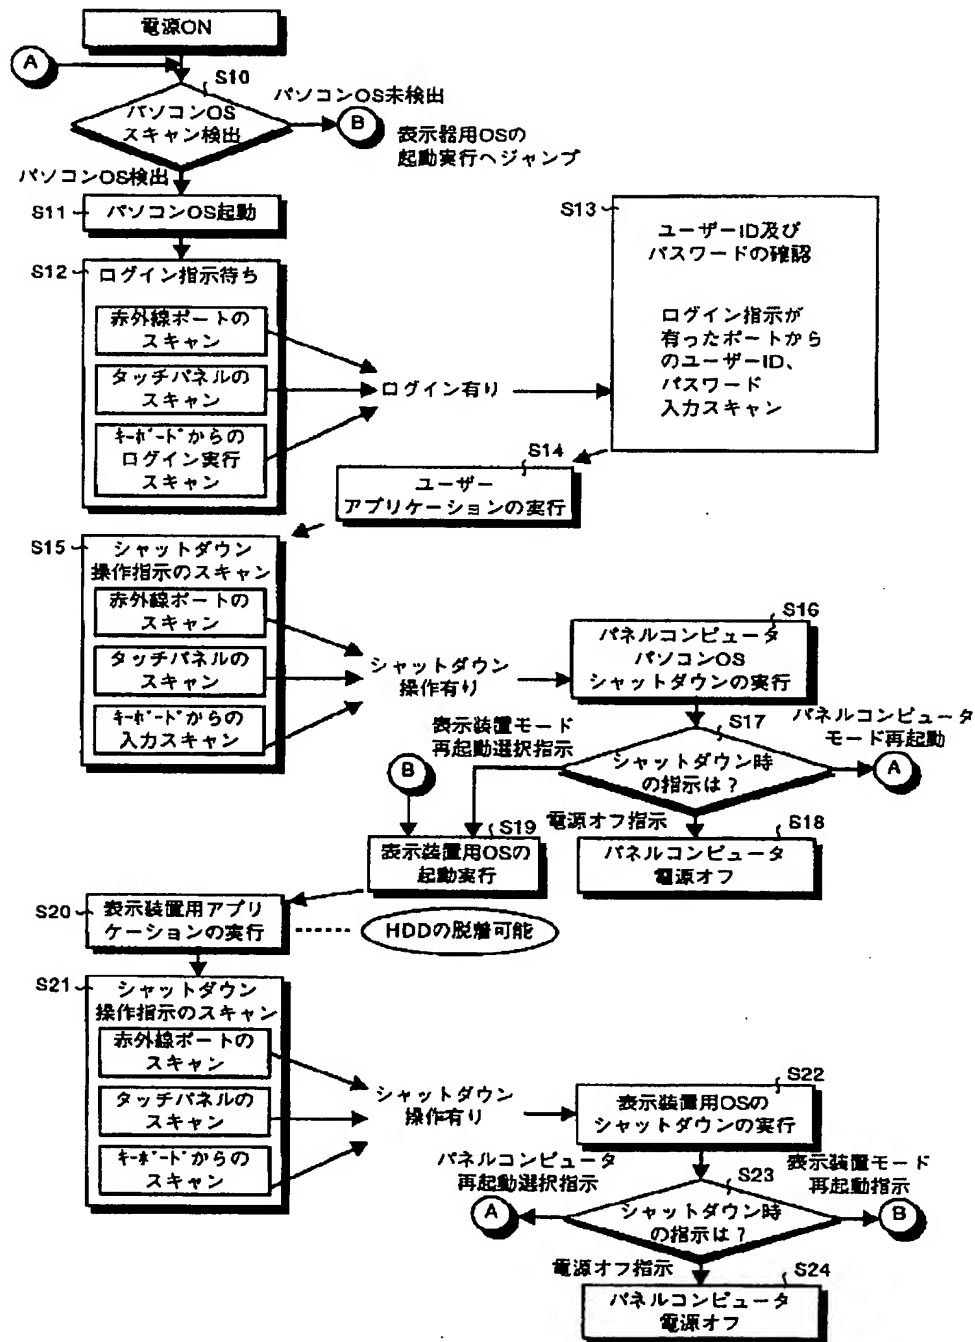 電源ON
A
S10
パソコンOS
スキャン検出
パソコンOS未検出
B
表示器用OSの
起動実行へジャンプ
パソコンOS検出
S11
パソコンOS起動
S12
ログイン指示待ち
赤外線ポートの
スキャン
タッチパネルの
スキャン
ｷｰﾎﾞｰﾄﾞからの
ログイン実行
スキャン
ログイン有り
S13
ユーザーID及び
パスワードの確認
ログイン指示が
有ったポートから
のユーザーID、
パスワード
入力スキャン
S14
ユーザー
アプリケーションの実行
S15
シャットダウン
操作指示のスキャン
赤外線ポートの
スキャン
タッチパネルの
スキャン
ｷｰﾎﾞｰﾄﾞからの
入力スキャン
シャットダウン
操作有り
S16
パネルコンピュータ
パソコンOS
シャットダウンの実行
S17
シャットダウン時
の指示は？
パネルコンピュータ
モード再起動
A
表示装置モード
再起動選択指示
B
電源オフ指示
S18
パネルコンピュータ
電源オフ
S19
表示装置用OSの
起動実行
S20
表示装置用アプリ
ケーションの実行
HDDの脱着可能
S21
シャットダウン
操作指示のスキャン
赤外線ポートの
スキャン
タッチパネルの
スキャン
ｷｰﾎﾞｰﾄﾞからの
スキャン
シャットダウン
操作有り
S22
表示装置用OSの
シャットダウンの実行
S23
シャットダウン時
の指示は？
パネルコンピュータ
再起動選択指示
A
表示装置モード
再起動指示
B
電源オフ指示
S24
パネルコンピュータ
電源オフ